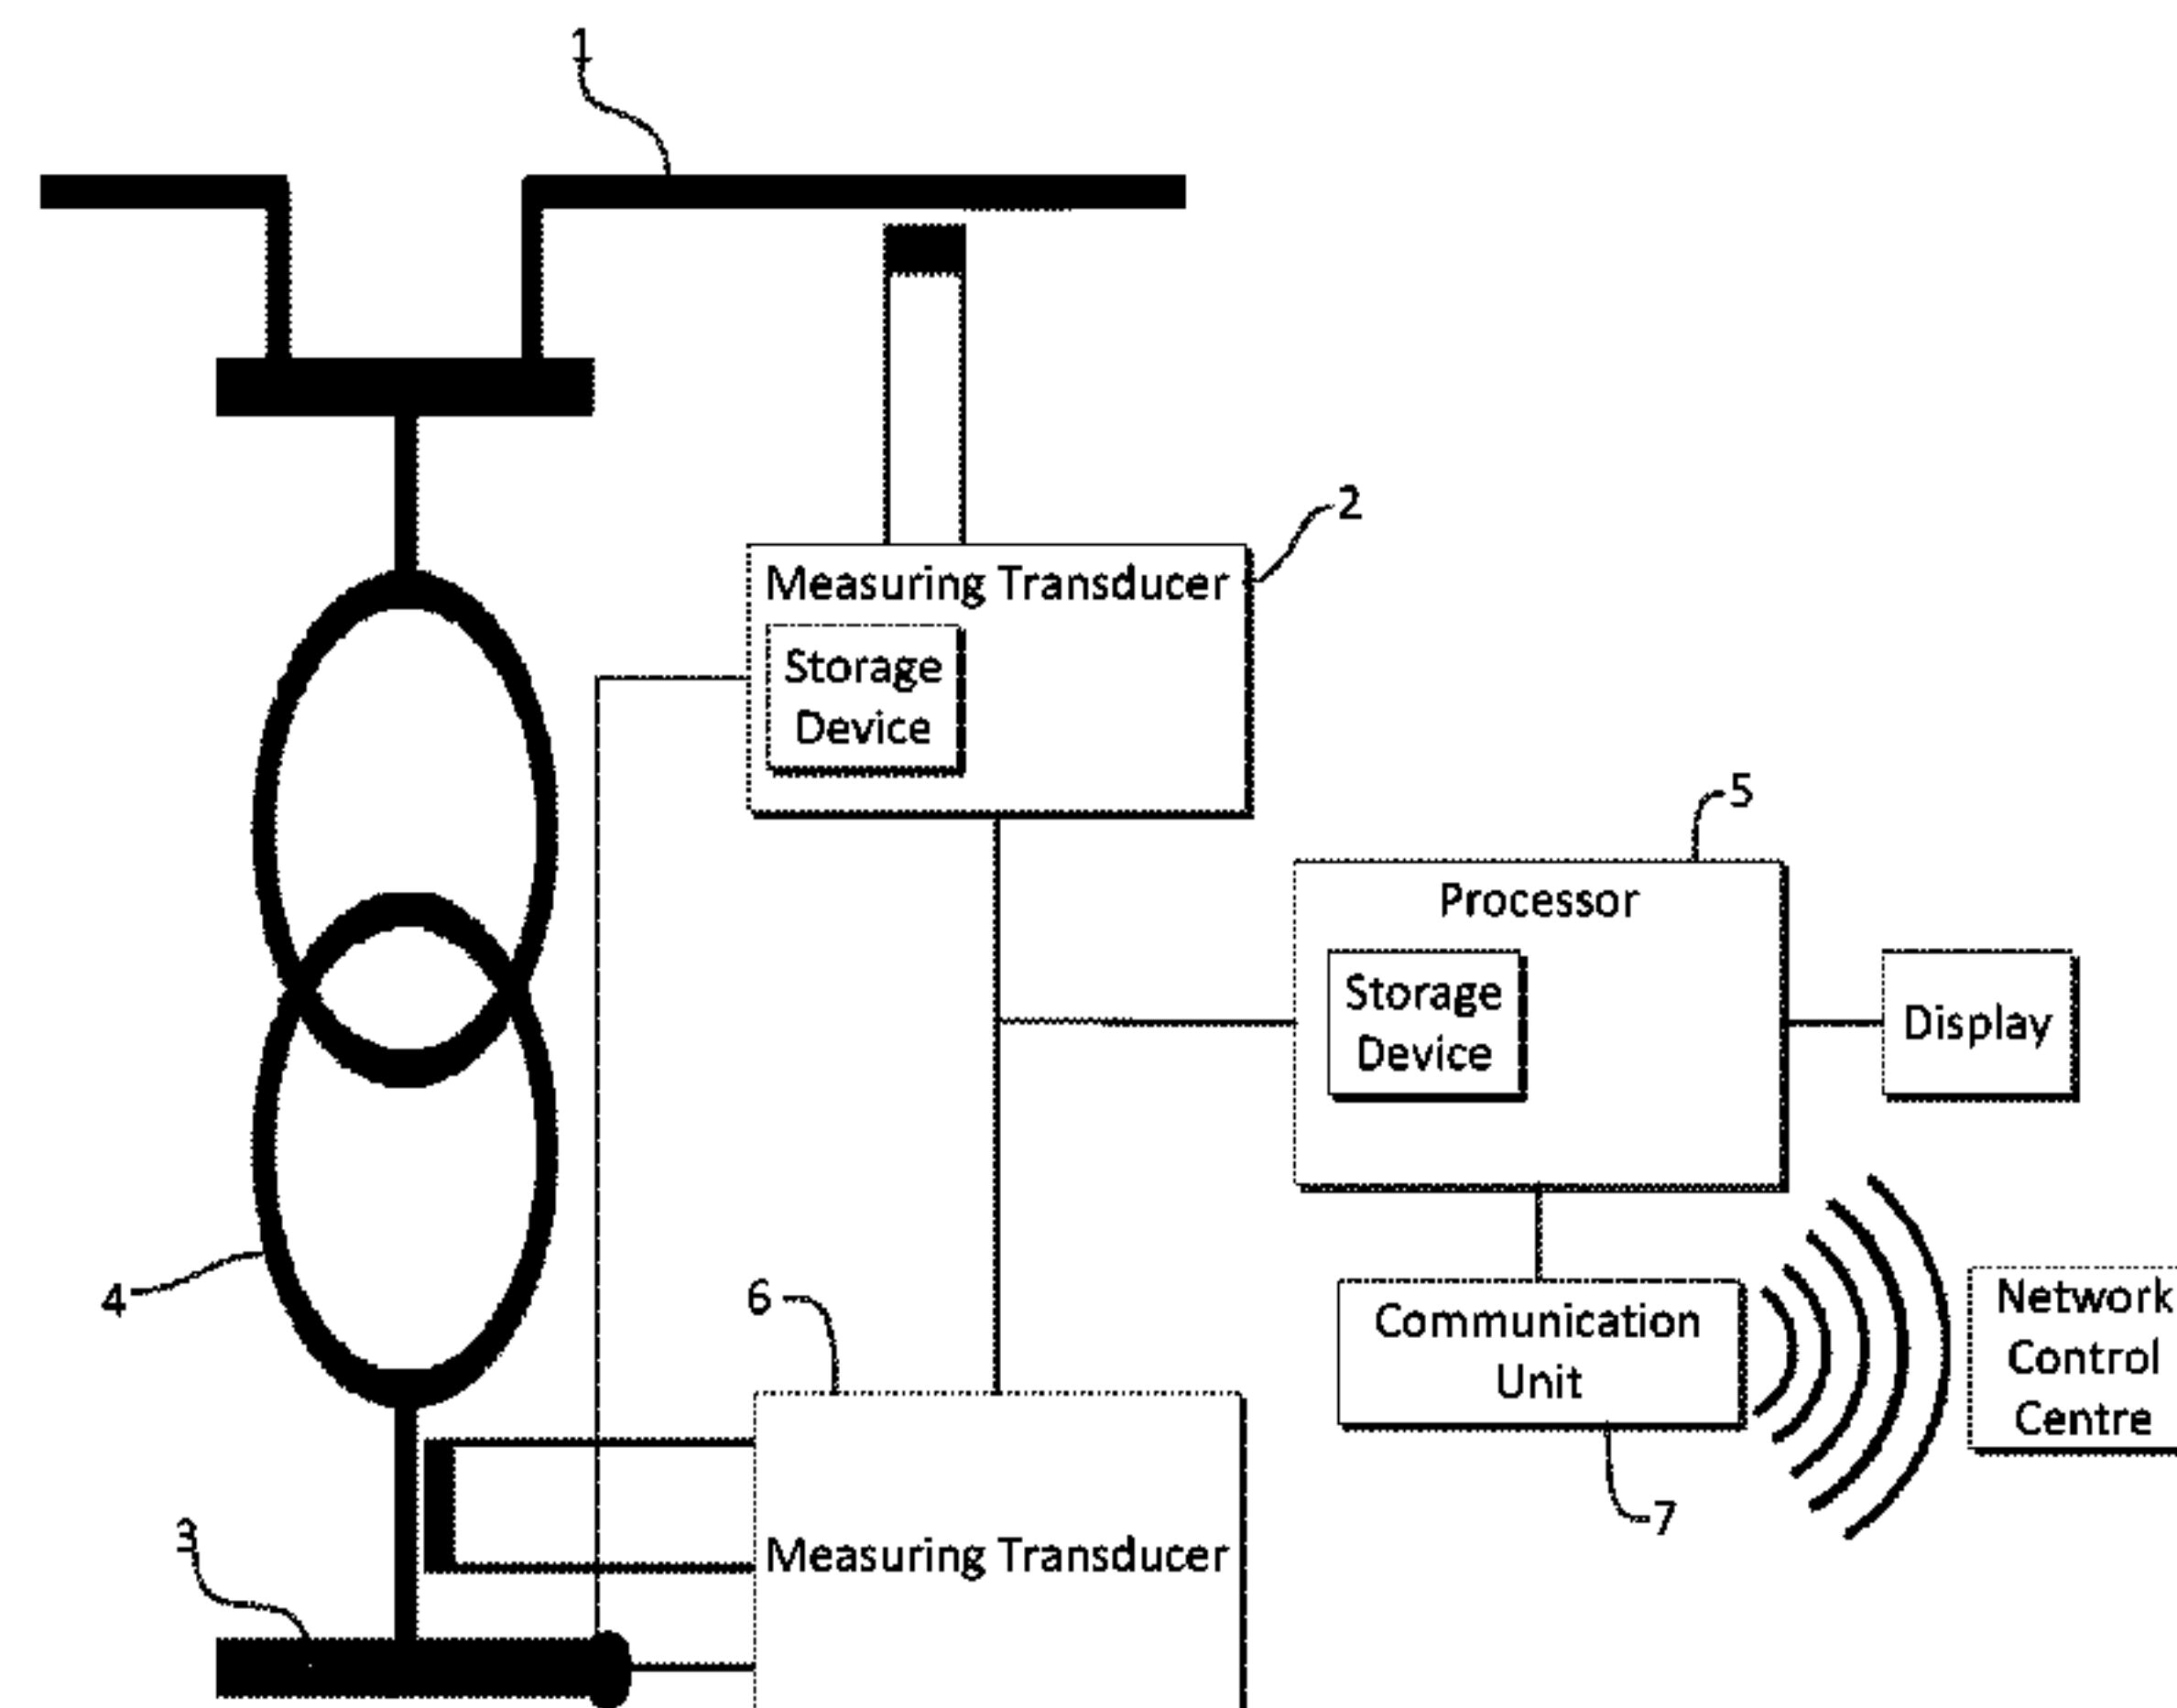 1
2
Measuring Transducer
Storage
Device
5
Processor
Storage
Device
Display
4
6
Communication
Unit
Network
Control
Centre
7
3
Measuring Transducer